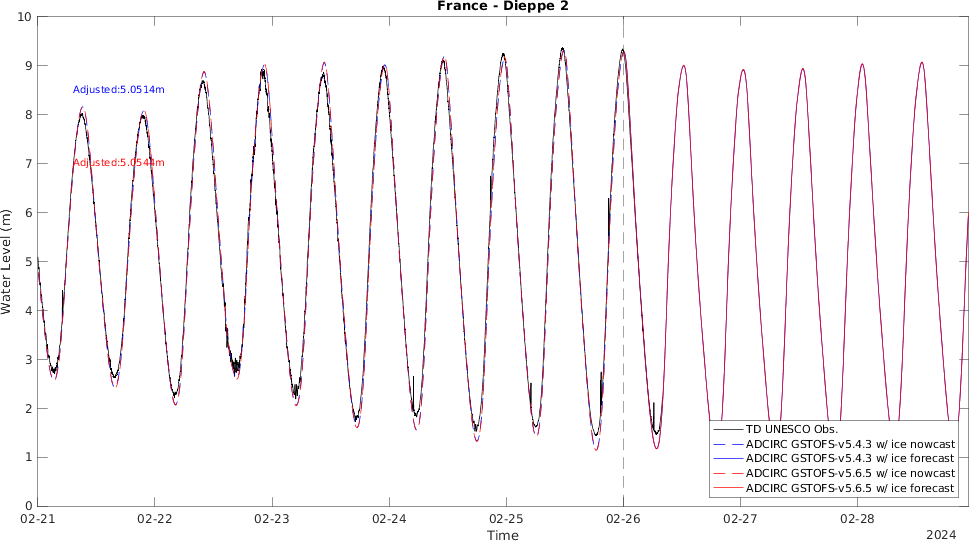 France - Dieppe 2
10
9
8
7
6
5
4
3
2
1
0
Water Level (m)
Adjusted:5.0514m
Adjusted:5.0544m
TD UNESCO Obs.
ADCIRC GSTOFS-v5.4.3 w/ ice nowcast
ADCIRC GSTOFS-v5.4.3 w/ ice forecast
ADCIRC GSTOFS-v5.6.5 w/ ice nowcast
ADCIRC GSTOFS-v5.6.5 w/ ice forecast
02-21 02-22 02-23 02-24 02-25 02-26 02-27 02-28
Time
2024